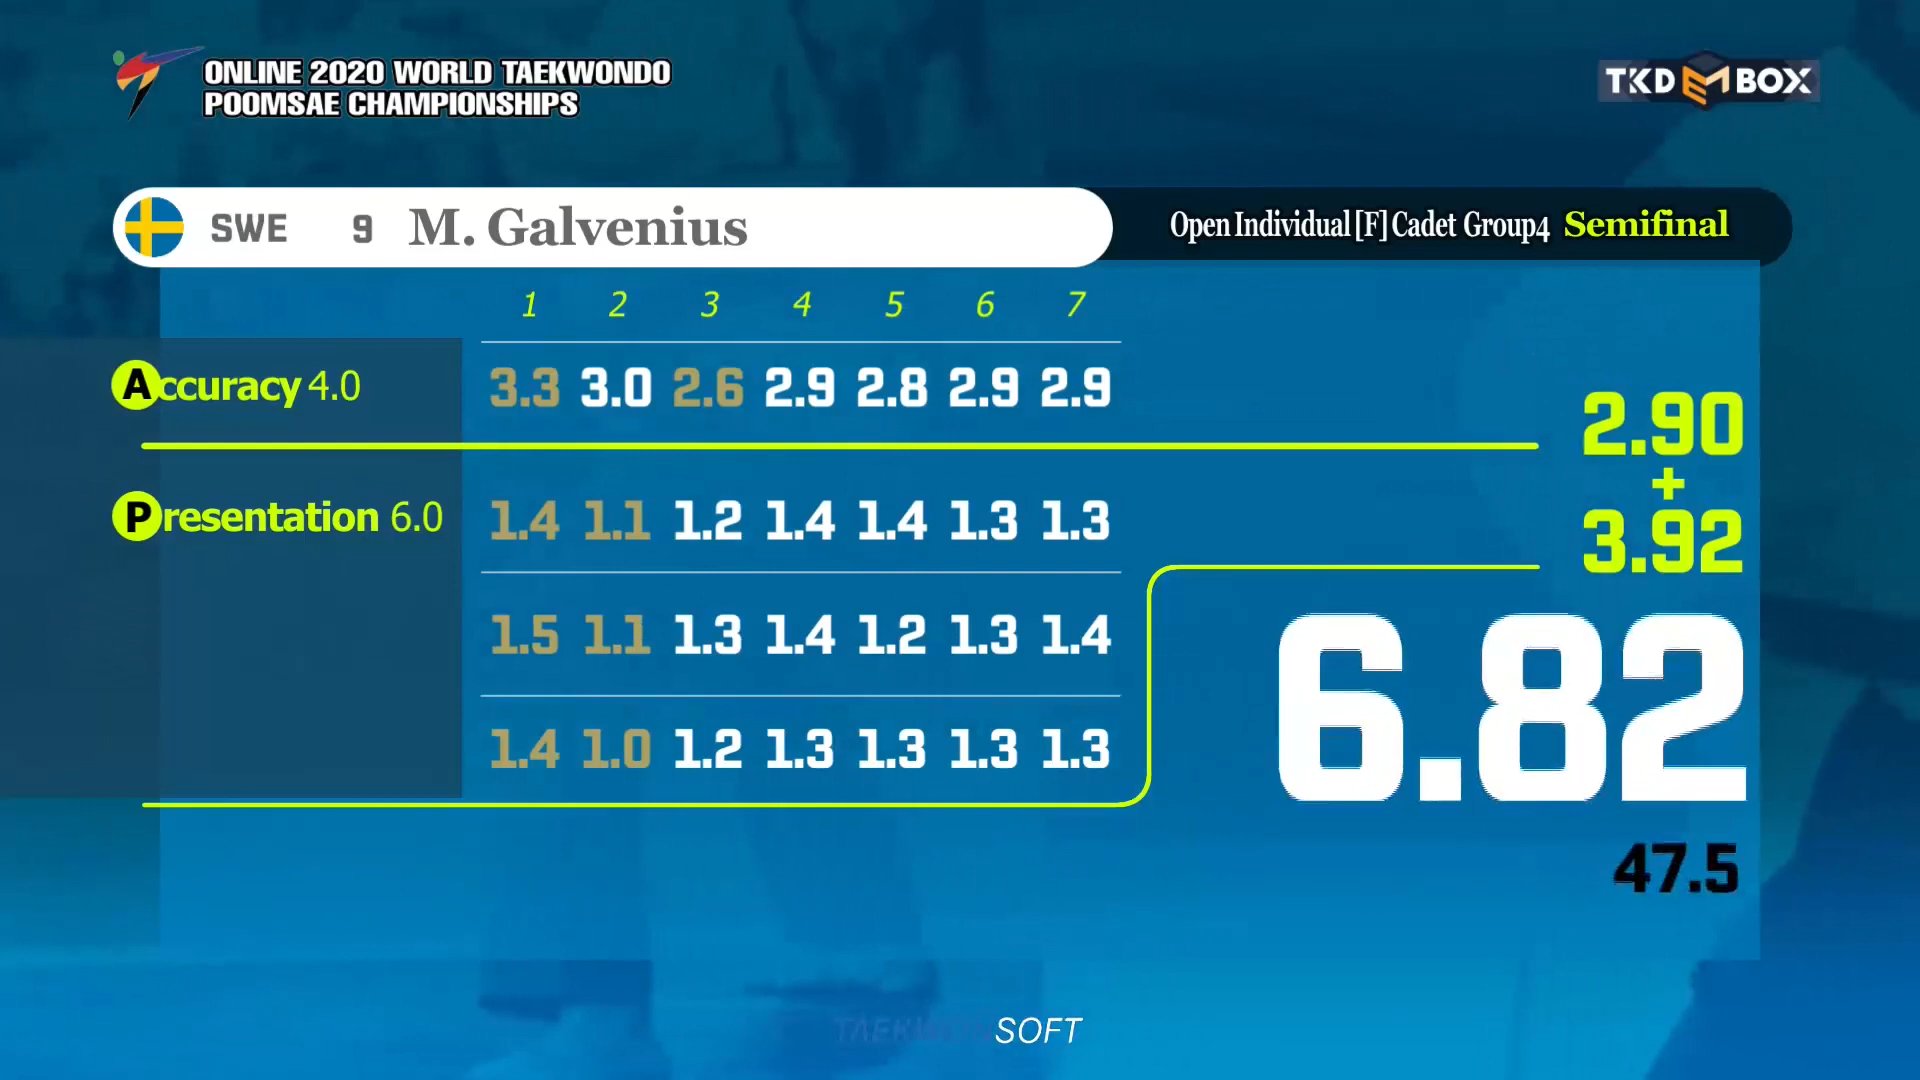 ONLINE 2020 WORLD TAEKWONDO
POOMSAE CHAMPIONSHIPS
TKD BOX
SWE 9 M. Galvenius
Open Individual [F] Cadet Group4 Semifinal
1 2 3 4 5 6 7
Accuracy 4.0 3.3 3.0 2.6 2.9 2.8 2.9 2.9
2.90
+
3.92
Presentation 6.0 1.4 1.1 1.2 1.4 1.4 1.3 1.3
1.5 1.1 1.3 1.4 1.2 1.3 1.4
1.4 1.0 1.2 1.3 1.3 1.3 1.3
6.82
47.5
TAEKWONSOFT